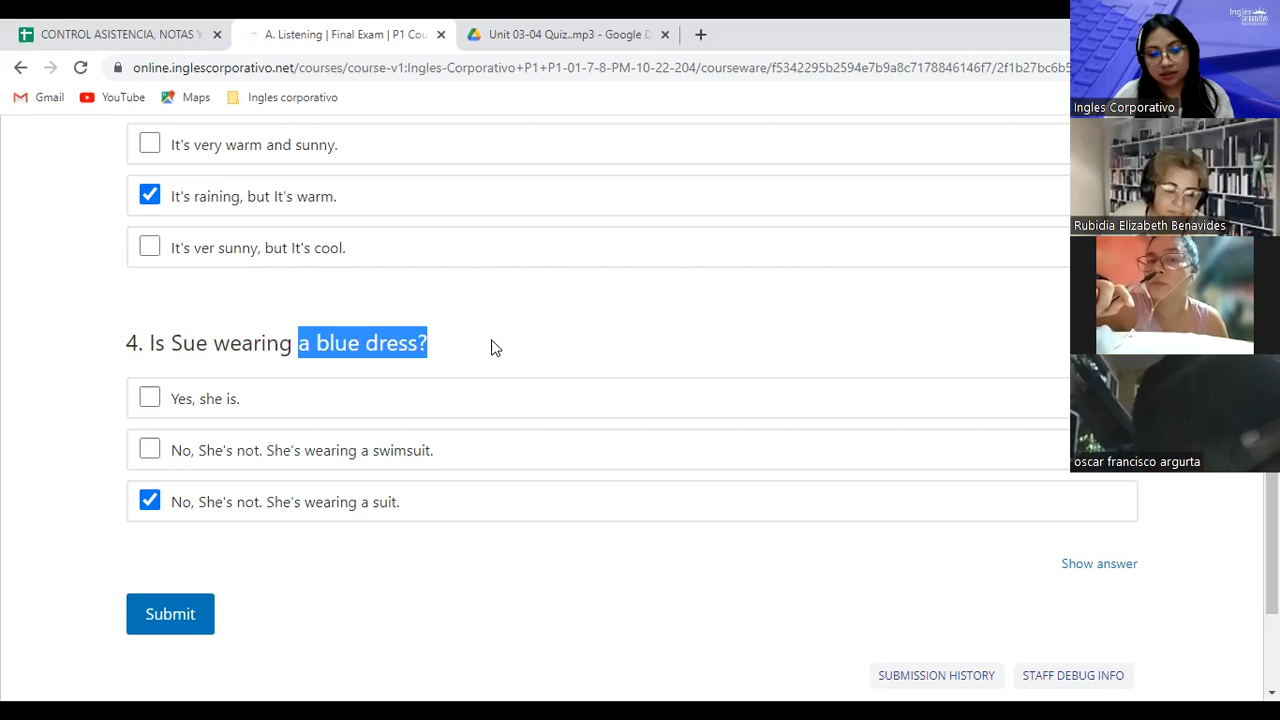 CONTROL ASISTENCIA, NOTAS Y
A. Listening | Final Exam | P1 Cou
Unit 03-04 Quiz..mp3 - Google D
online.inglescorporativo.net/courses/course-v1:Ingles-Corporativo+P1+P1-01-7-8-PM-10-22-204/courseware/f5342295b2594e7b9a8c7178846146f7/2f1b27bc6b5
Gmail
YouTube
Maps
Ingles corporativo
Ingles
Ingles Corporativo
It's very warm and sunny.
It's raining, but It's warm.
Rubidia Elizabeth Benavides
It's ver sunny, but It's cool.
4. Is Sue wearing a blue dress?
Yes, she is.
No, She's not. She's wearing a swimsuit.
oscar francisco argurta
No, She's not. She's wearing a suit.
Show answer
Submit
SUBMISSION HISTORY
STAFF DEBUG INFO